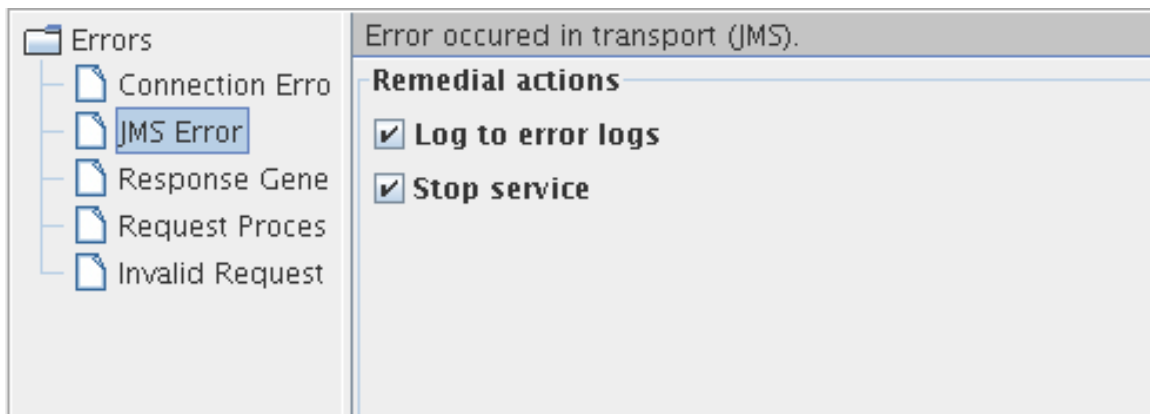 Errors
Connection Erro
JMS Error
Response Gene
Request Proces
Invalid Request
Error occured in transport (JMS).
Remedial actions
Log to error logs
Stop service